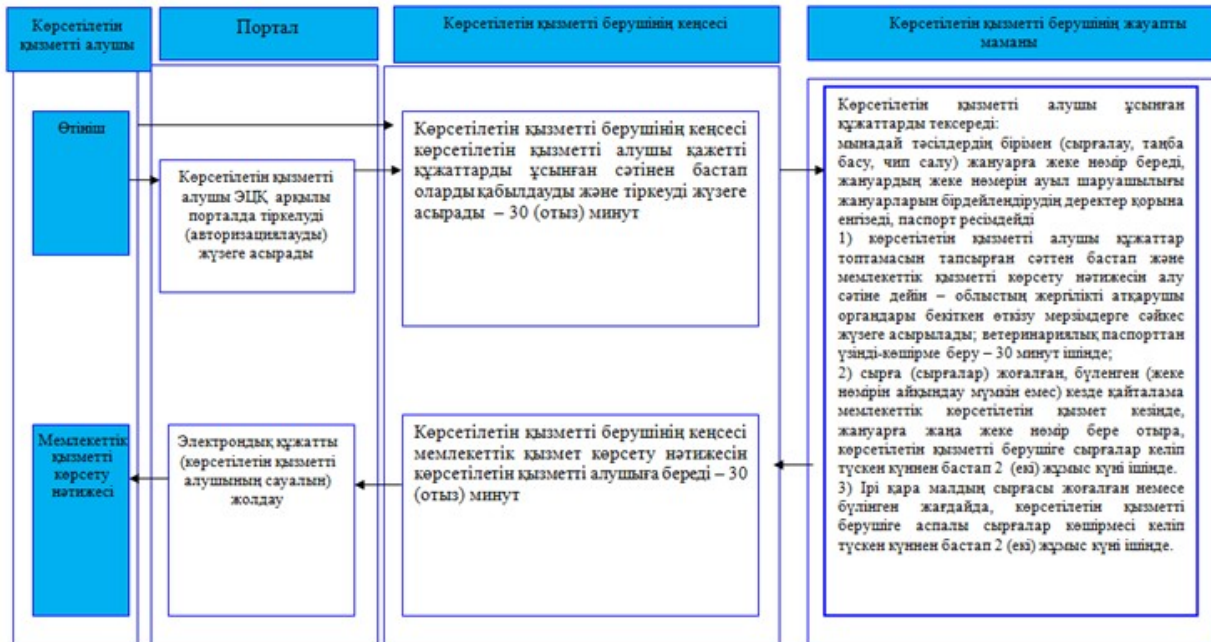 Көрсетілетін
қызметті алушы
Портал
Көрсетілетін қызметті берушінің кеңсесі
Көрсетілетін қызметті берушінің жауапты
маманы
Өтініш
Көрсетілетін қызметті
алушы ЭЦҚ арқылы
порталда тіркелуді
(авторизациялауды)
жүзеге асырады
Көрсетілетін қызметті берушінің кеңсесі
көрсетілетін қызметті алушы қажетті
құжаттарды ұсынған сәтінен бастап
оларды қабылдауды және тіркеуді жүзеге
асырады – 30 (отыз) минут
Көрсетілетін қызметті алушы ұсынған
құжаттарды тексереді:
мынадай тәсілдердің бірімен (сырғалау, таңба
басу, чип салу) жануарға жеке нөмір береді,
жануардың жеке нөмерін ауыл шаруашылығы
жануарларын бірдейлендірудің деректер қорына
енгізеді, паспорт ресімдейді
1) көрсетілетін қызметті алушы құжаттар
топтамасын тапсырған сәттен бастап және
мемлекеттік қызметті көрсету нәтижесін алу
сәтіне дейін – облыстың жергілікті атқарушы
органдары бекіткен өткізу мерзімдерге сәйкес
жүзеге асырылады; ветеринариялық паспорттан
үзінді-көшірме беру – 30 минут ішінде;
2) сырға (сырғалар) жоғалған, бүленген (жеке
нөмірін айқындау мүмкін емес) кезде қайталама
мемлекеттік көрсетілетін қызмет кезінде,
жануарға жаңа жеке нөмір бере отыра,
көрсетілетін қызметті берушіге сырғалар келіп
түскен күннен бастап 2 (екі) жұмыс күні ішінде.
3) Ірі қара малдың сырғасы жоғалған немесе
бүлінген жағдайда, көрсетілетін қызметті
берушіге аспалы сырғалар көшірмесі келіп
түскен күннен бастап 2 (екі) жұмыс күні ішінде.
Мемлекеттік
қызметті
көрсету
нәтижесі
Электрондық құжатты
(көрсетілетін қызметті
алушының сауалын)
жолдау
Көрсетілетін қызметті берушінің кеңсесі
мемлекеттік қызмет көрсету нәтижесін
көрсетілетін қызметті алушыға береді – 30
(отыз) минут